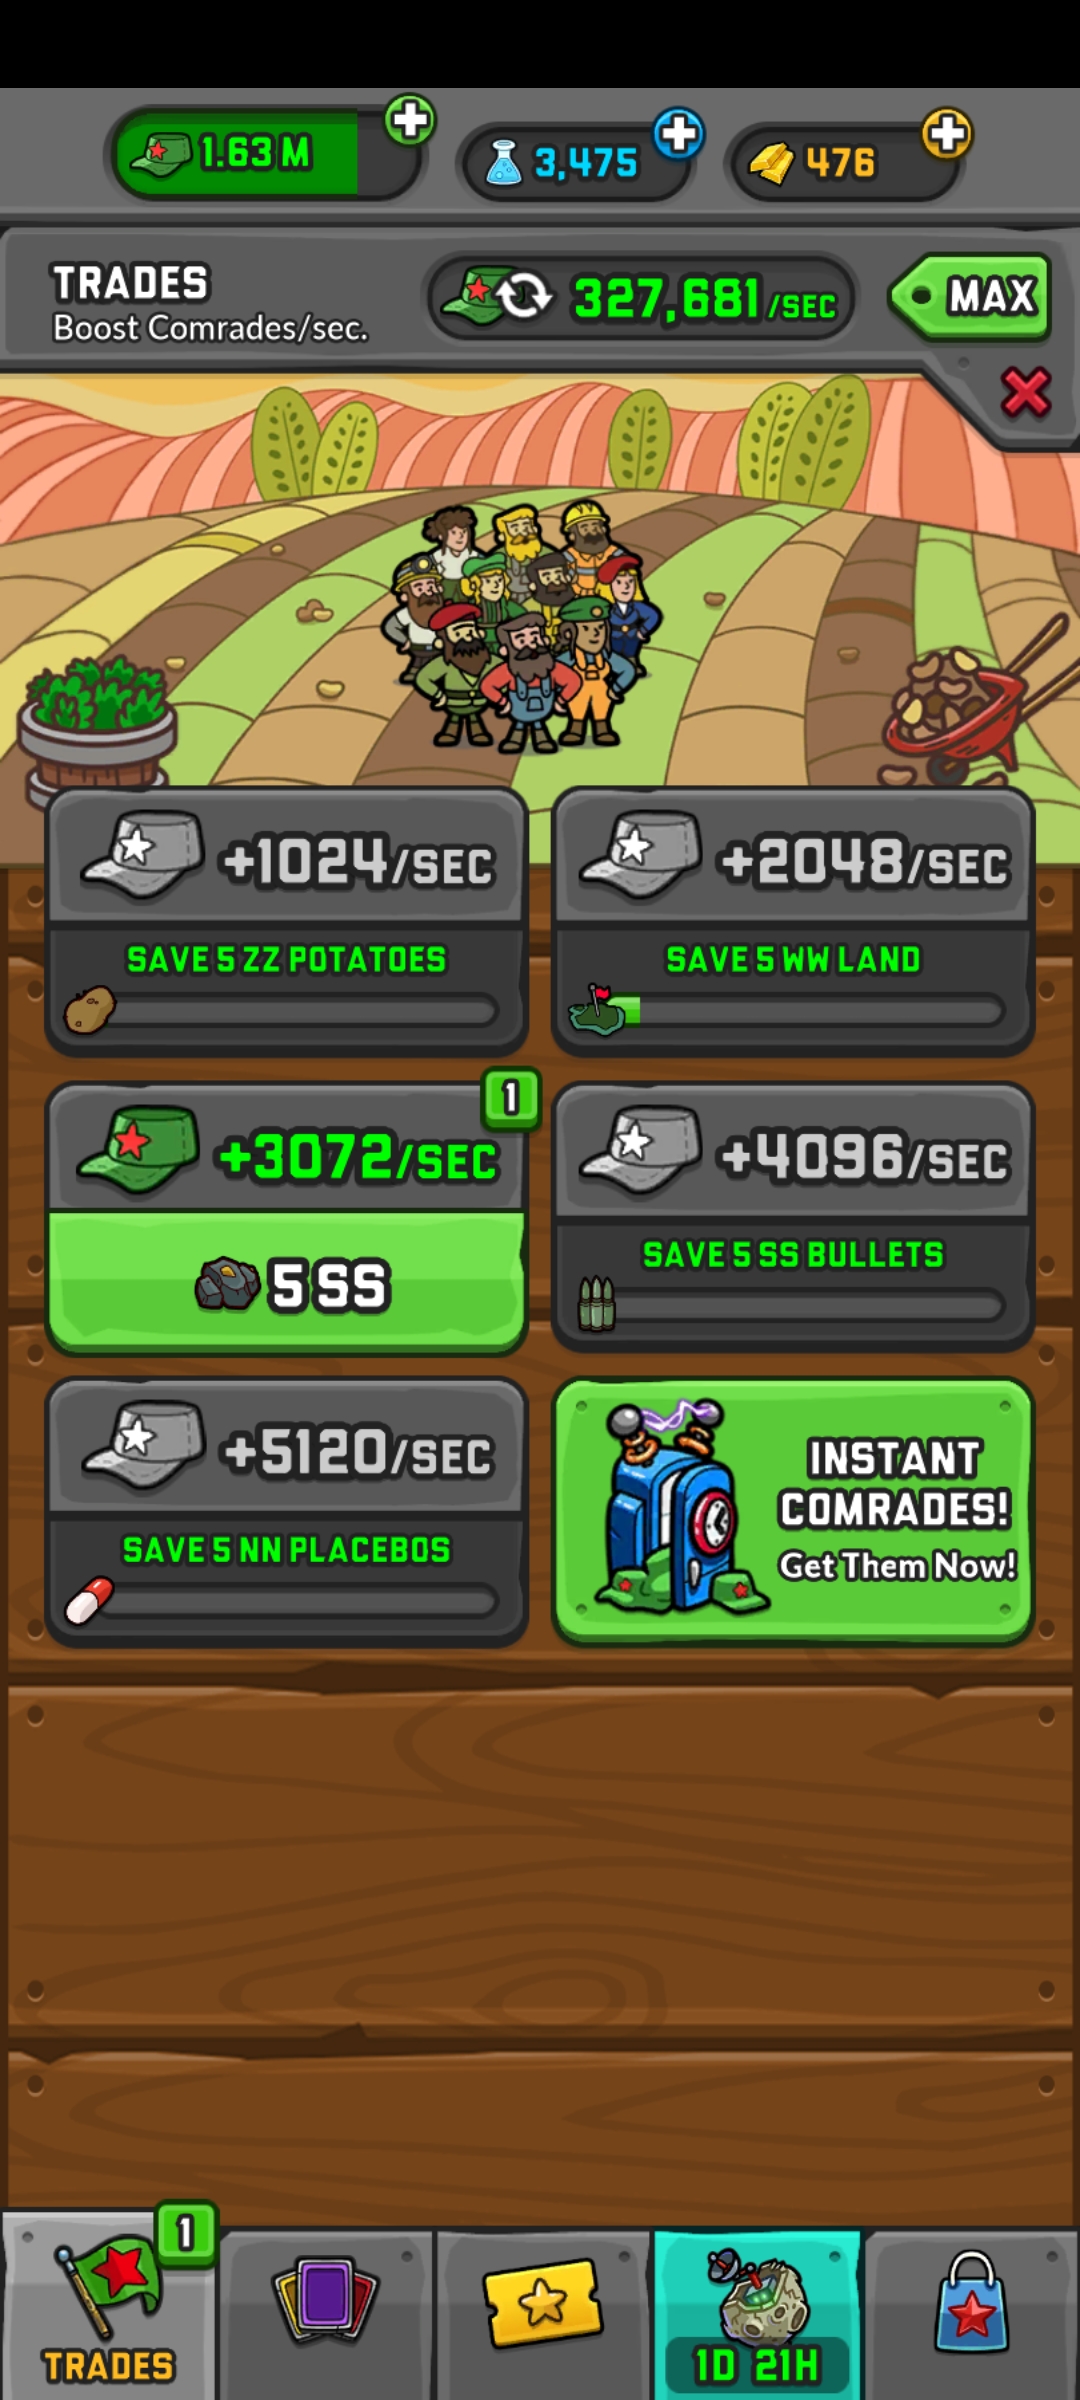 1.63 M
3,475
476
TRADES
Boost Comrades/sec.
327,681/SEC
MAX
+1024/SEC
SAVE 5 ZZ POTATOES
+2048/SEC
SAVE 5 WW LAND
1
+3072/SEC
5 SS
+4096/SEC
SAVE 5 SS BULLETS
+5120/SEC
SAVE 5 NN PLACEBOS
INSTANT
COMRADES!
Get Them Now!
1
TRADES
1D 21H